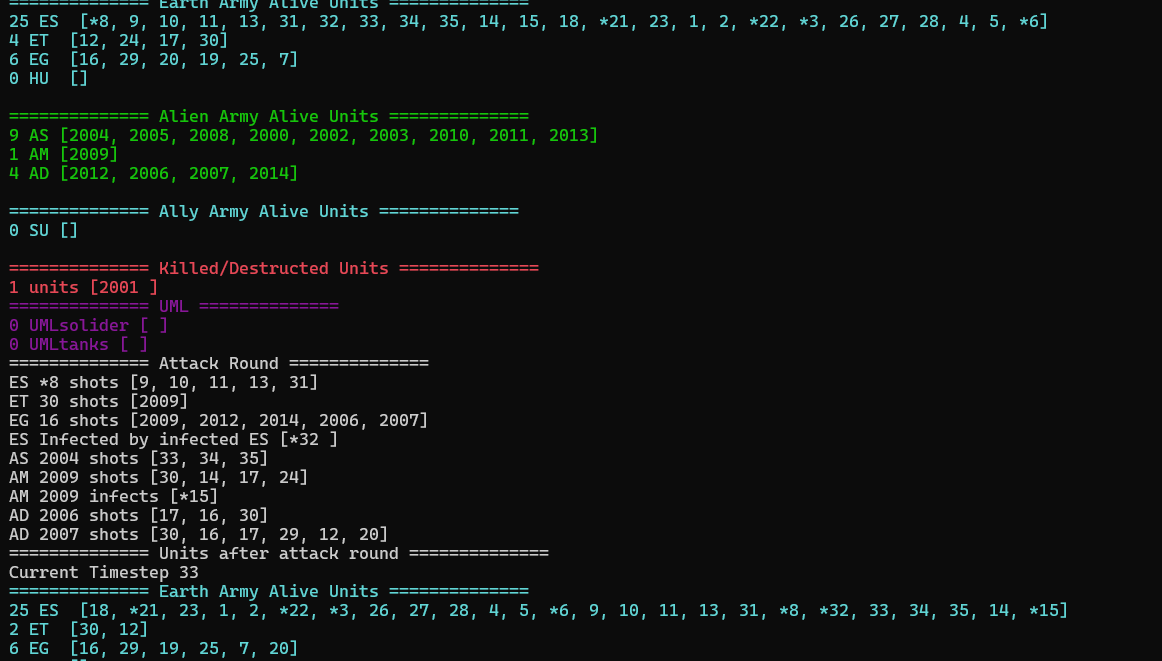 ============== Earth Army Alive Units ==============
25 ES  [*8, 9, 10, 11, 13, 31, 32, 33, 34, 35, 14, 15, 18, *21, 23, 1, 2, *22, *3, 26, 27, 28, 4, 5, *6]
4 ET  [12, 24, 17, 30]
6 EG  [16, 29, 20, 19, 25, 7]
0 HU  []
============== Alien Army Alive Units ==============
9 AS [2004, 2005, 2008, 2000, 2002, 2003, 2010, 2011, 2013]
1 AM [2009]
4 AD [2012, 2006, 2007, 2014]
============== Ally Army Alive Units ==============
0 SU []
============== Killed/Destructed Units ==============
1 units [2001 ]
============== UML ==============
0 UMLsolider [ ]
0 UMLtanks [ ]
============== Attack Round ==============
ES *8 shots [9, 10, 11, 13, 31]
ET 30 shots [2009]
EG 16 shots [2009, 2012, 2014, 2006, 2007]
ES Infected by infected ES [*32 ]
AS 2004 shots [33, 34, 35]
AM 2009 shots [30, 14, 17, 24]
AM 2009 infects [*15]
AD 2006 shots [17, 16, 30]
AD 2007 shots [30, 16, 17, 29, 12, 20]
============== Units after attack round ==============
Current Timestep 33
============== Earth Army Alive Units ==============
25 ES  [18, *21, 23, 1, 2, *22, *3, 26, 27, 28, 4, 5, *6, 9, 10, 11, 13, 31, *8, *32, 33, 34, 35, 14, *15]
2 ET  [30, 12]
6 EG  [16, 29, 19, 25, 7, 20]